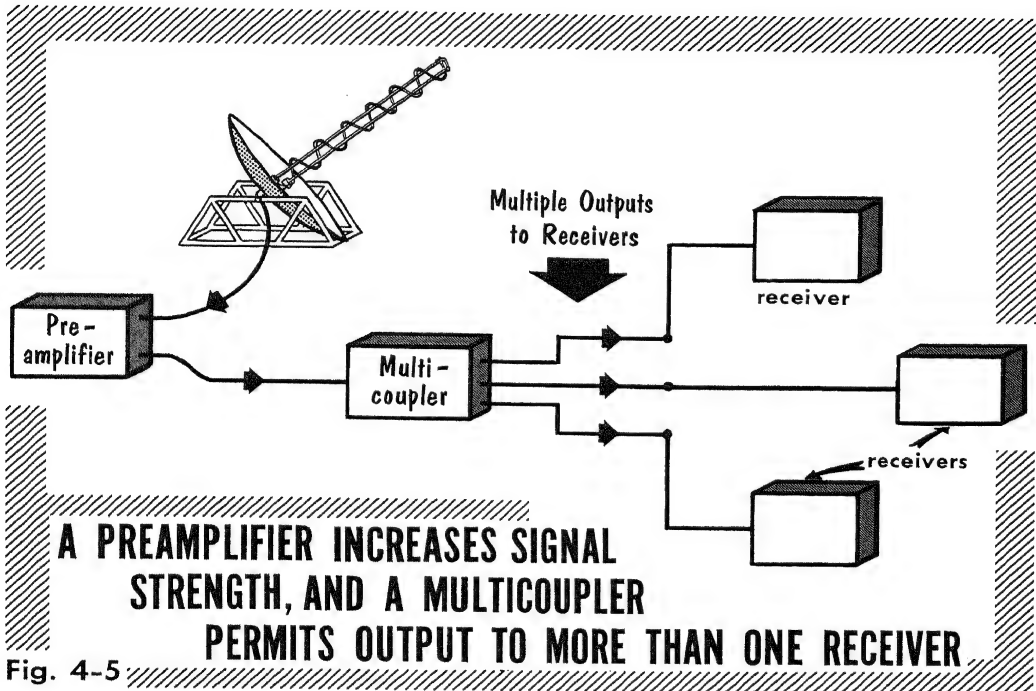 Multiple Outputs
to Receivers
receiver
Pre-
amplifier
Multi-
coupler
receivers
A PREAMPLIFIER INCREASES SIGNAL
STRENGTH, AND A MULTICOUPLER
PERMITS OUTPUT TO MORE THAN ONE RECEIVER
Fig. 4-5